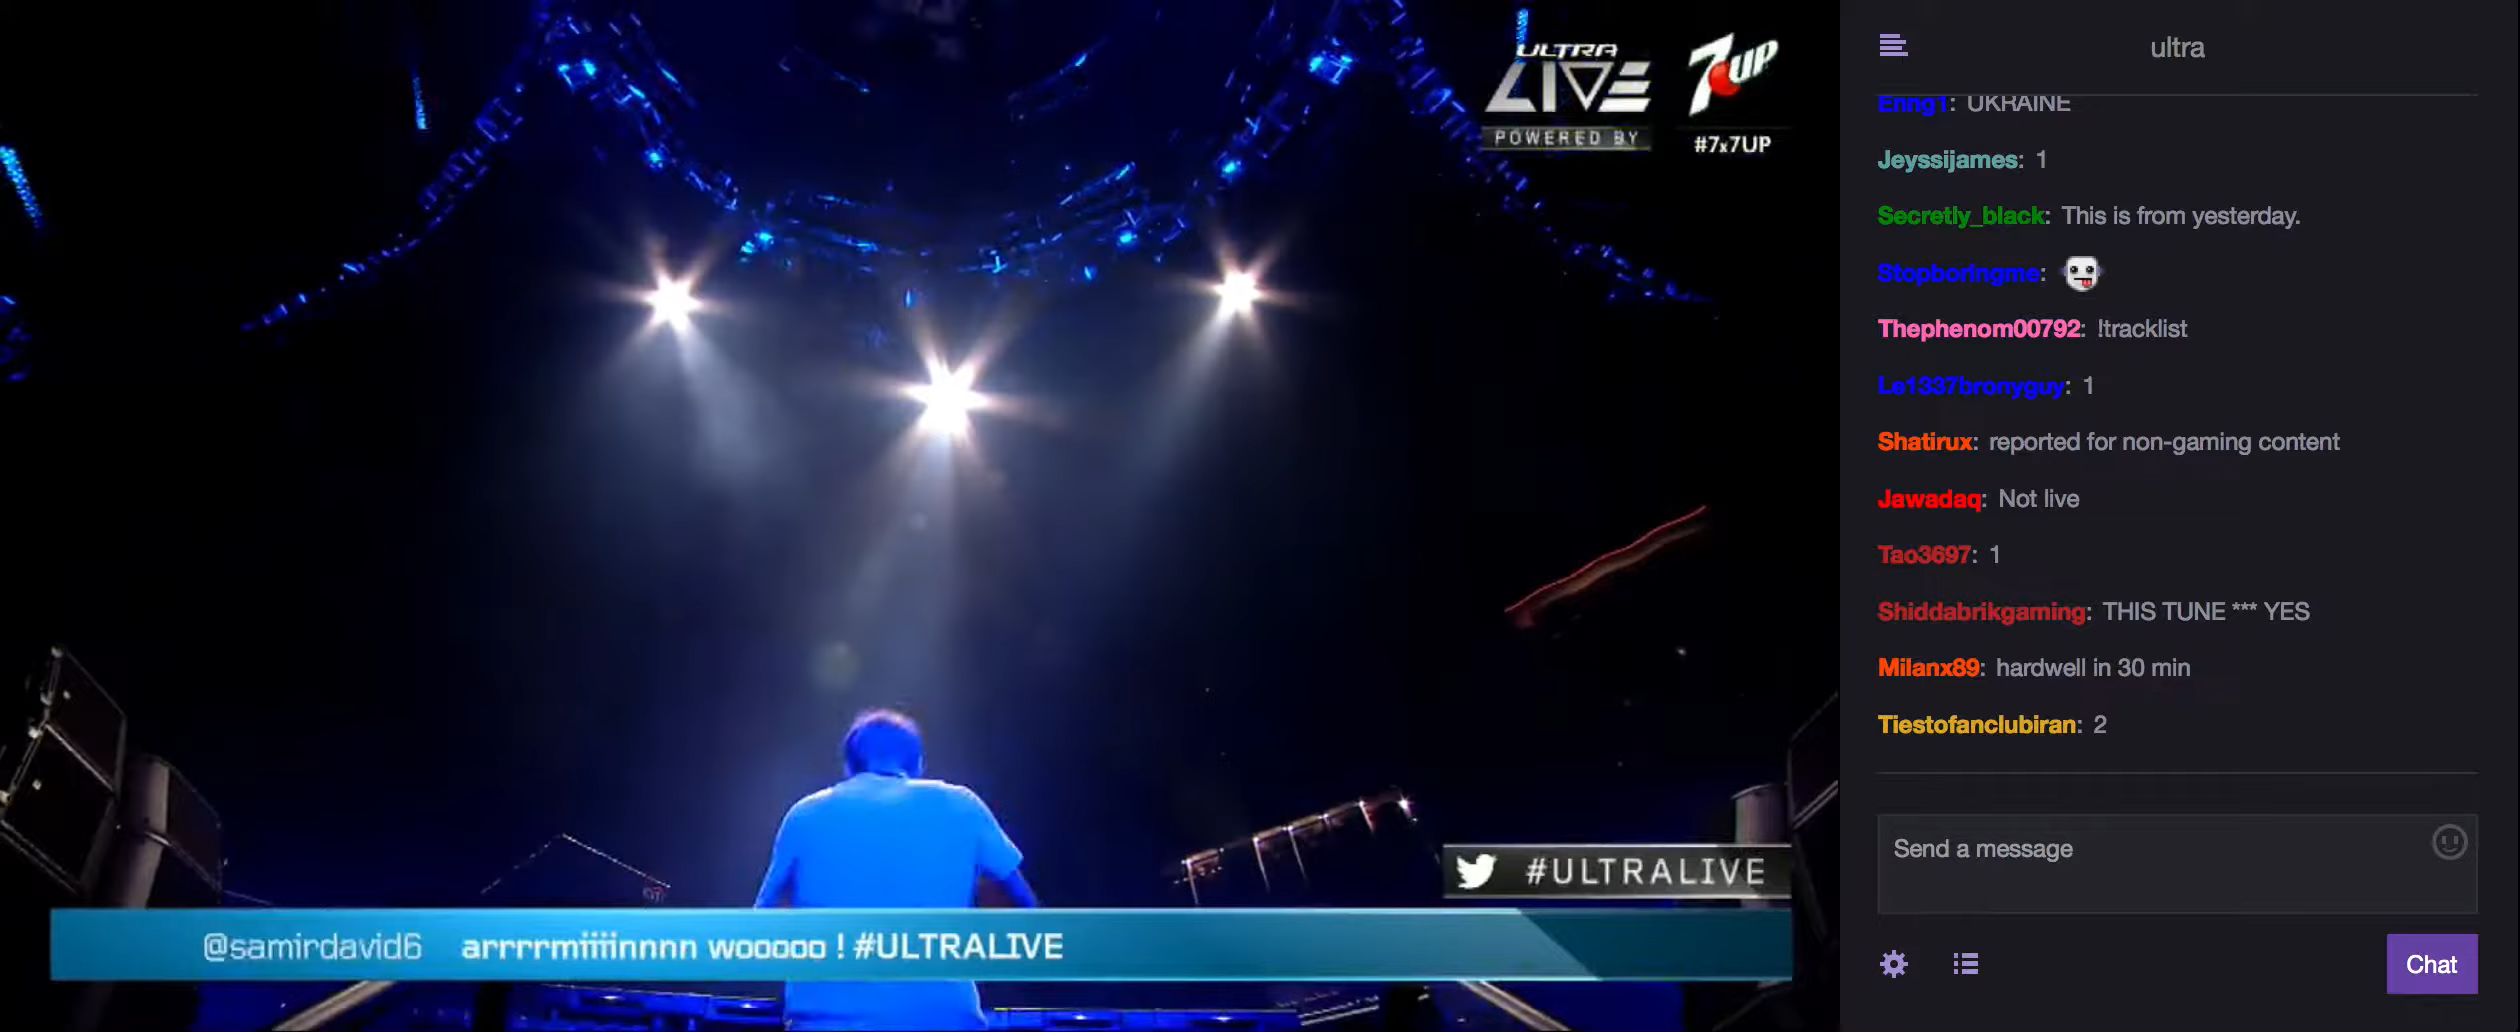 ULTRA
LIVE
POWERED BY
7UP
#7x7UP
#ULTRALIVE
@samirdavid6 arrrrmiiiinnnn wooooo ! #ULTRALIVE
ultra
Enng1: UKRAINE
Jeyssijames: 1
Secretly_black: This is from yesterday.
Stopboringme:
Thephenom00792: !tracklist
Le1337bronyguy: 1
Shatirux: reported for non-gaming content
Jawadaq: Not live
Tao3697: 1
Shiddabrikgaming: THIS TUNE *** YES
Milanx89: hardwell in 30 min
Tiestofanclubiran: 2
Send a message
Chat